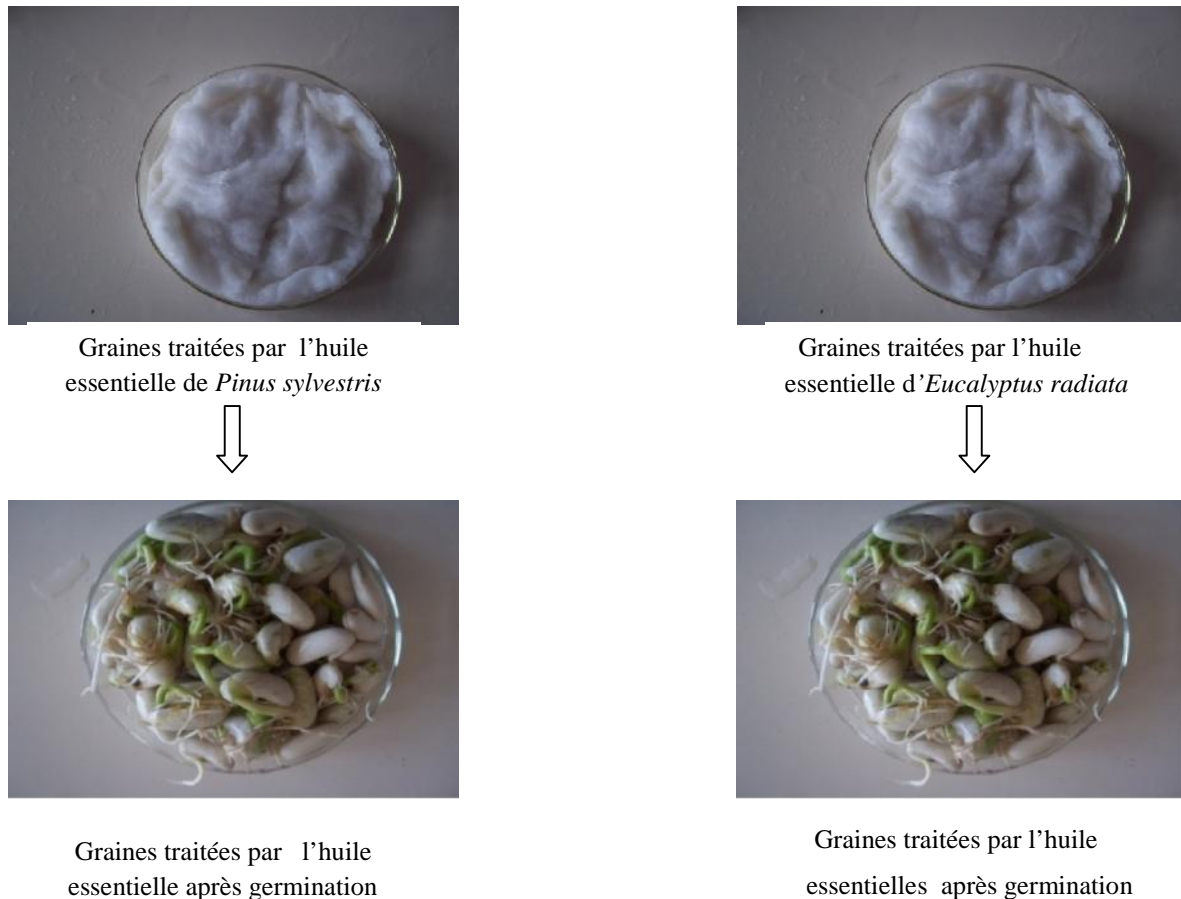 Graines traitées par l’huile
essentielle de Pinus sylvestris
Graines traitées par l’huile
essentielle d’Eucalyptus radiata
Graines traitées par l’huile
essentielle après germination
Graines traitées par l’huile
essentielles après germination